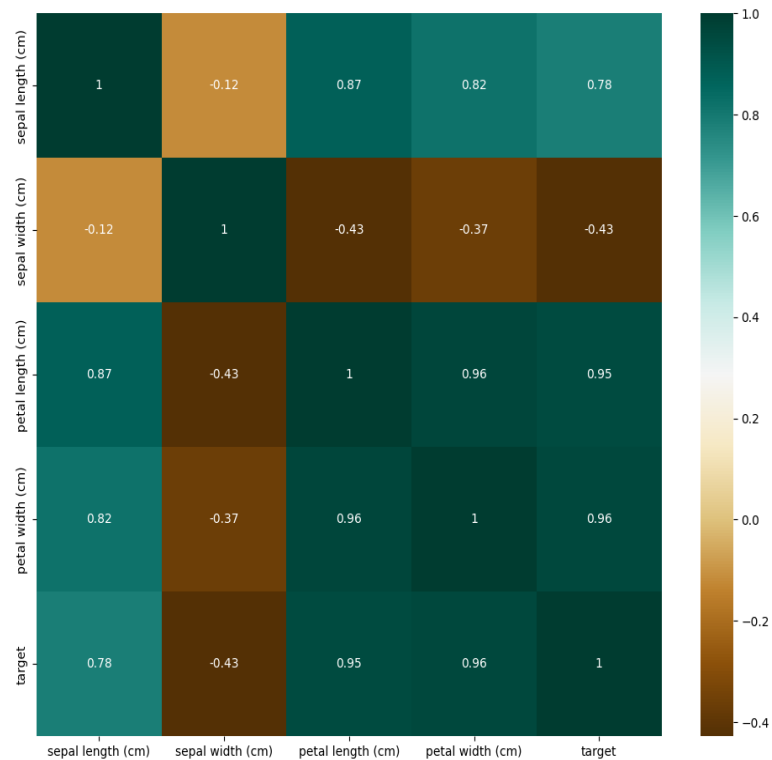 sepal length (cm)
1 -0.12 0.87 0.82 0.78
sepal width (cm)
-0.12 1 -0.43 -0.37 -0.43
petal length (cm)
0.87 -0.43 1 0.96 0.95
petal width (cm)
0.82 -0.37 0.96 1 0.96
target
0.78 -0.43 0.95 0.96 1
sepal length (cm) sepal width (cm) petal length (cm) petal width (cm) target
1.0
0.8
0.6
0.4
0.2
0.0
−0.2
−0.4